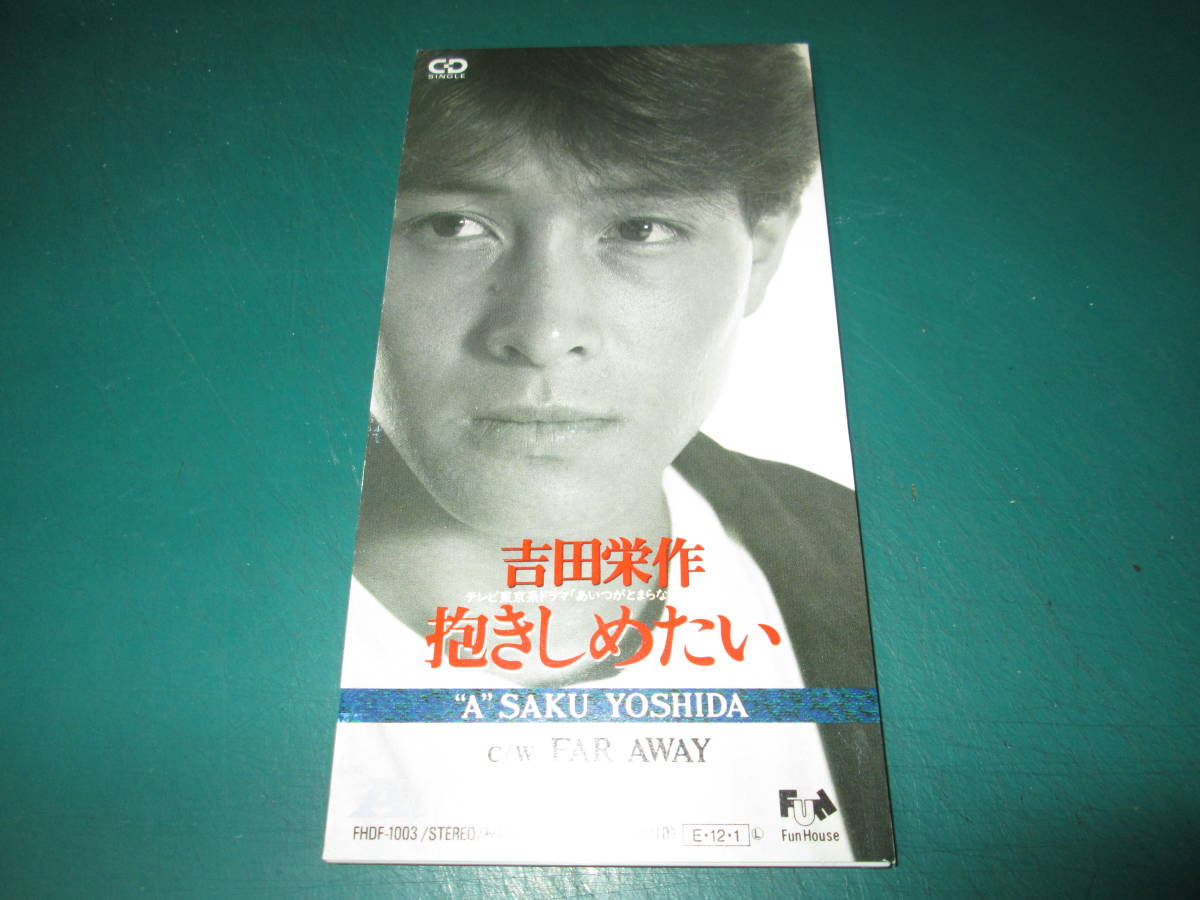 CD
SINGLE
吉田栄作
テレビ東京系ドラマ「あいつがとまらな
抱きしめたい
"A" SAKU YOSHIDA
C/W FAR AWAY
FHDF-1003/STEREO/
E・12・1 Ⓛ
Fun
Fun House